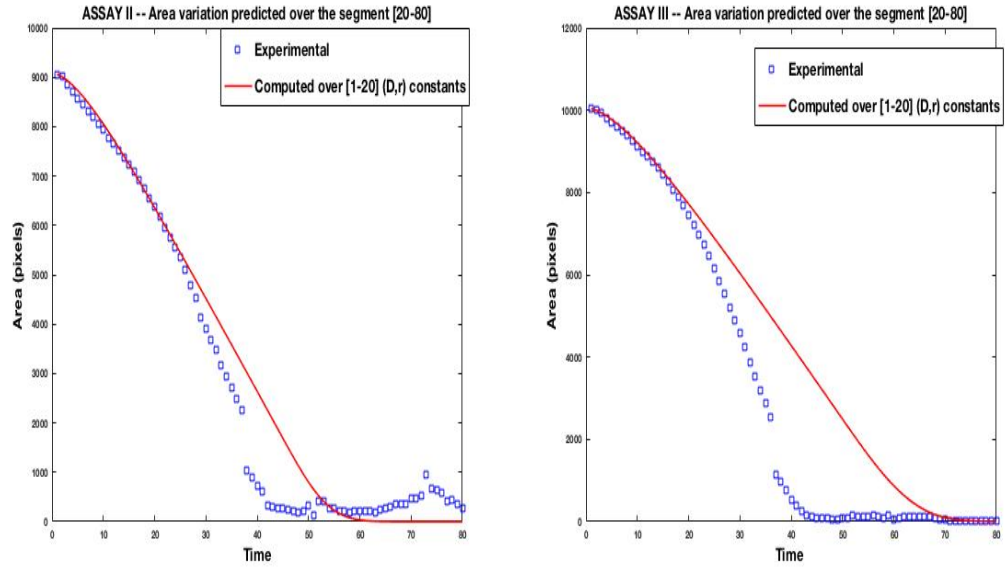 ASSAY II -- Area variation predicted over the segment [20-80]
10000
9000
8000
7000
6000
5000
4000
3000
2000
1000
0
Area (pixels)
Experimental
Computed over [1-20] (D,r) constants
0 10 20 30 40 50 60 70 80
Time
ASSAY III -- Area variation predicted over the segment [20-80]
12000
10000
8000
6000
4000
2000
0
Area (pixels)
Experimental
Computed over [1-20] (D,r) constants
0 10 20 30 40 50 60 70 80
Time